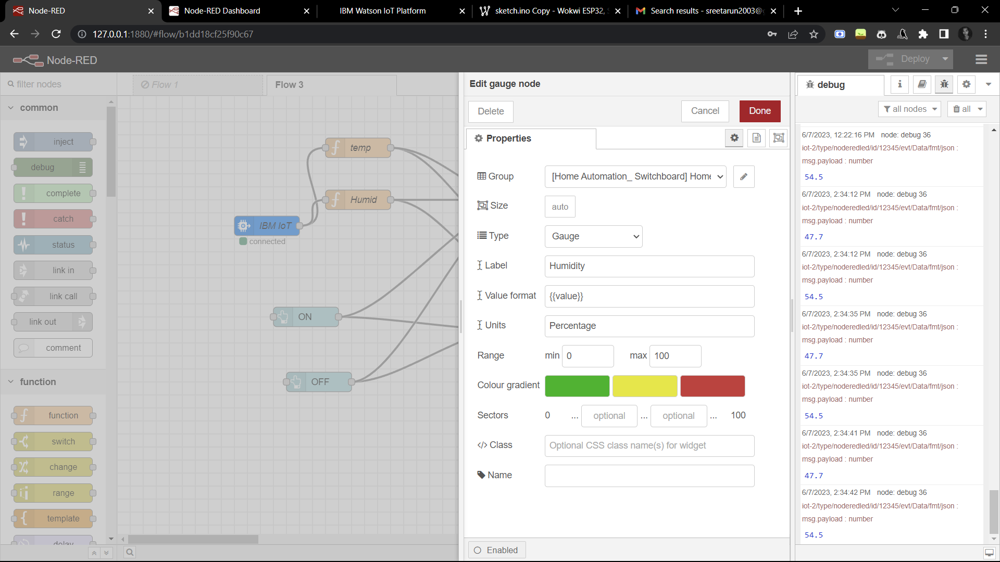 Node-RED
Node-RED Dashboard
IBM Watson IoT Platform
sketch.ino Copy - Wokwi ESP32,
Search results - sreetarun2003@
127.0.0.1:1880/#flow/b1dd18cf25f90c67
Node-RED
Deploy
filter nodes
Flow 1
Flow 3
common
inject
debug
complete
catch
status
link in
link call
link out
comment
function
function
switch
change
range
template
delay
temp
Humid
IBM IoT
connected
ON
OFF
Edit gauge node
Delete
Cancel
Done
Properties
Group
[Home Automation_ Switchboard] Home
Size
auto
Type
Gauge
Label
Humidity
Value format
{{value}}
Units
Percentage
Range
min 0
max 100
Colour gradient
Sectors
0 ... optional ... optional ... 100
</> Class
Optional CSS class name(s) for widget
Name
Enabled
debug
all nodes
all
6/7/2023, 12:22:16 PM node: debug 36
iot-2/type/noderedled/id/12345/evt/Data/fmt/json :
msg.payload : number
54.5
6/7/2023, 2:34:12 PM node: debug 36
iot-2/type/noderedled/id/12345/evt/Data/fmt/json :
msg.payload : number
47.7
6/7/2023, 2:34:12 PM node: debug 36
iot-2/type/noderedled/id/12345/evt/Data/fmt/json :
msg.payload : number
54.5
6/7/2023, 2:34:35 PM node: debug 36
iot-2/type/noderedled/id/12345/evt/Data/fmt/json :
msg.payload : number
47.7
6/7/2023, 2:34:35 PM node: debug 36
iot-2/type/noderedled/id/12345/evt/Data/fmt/json :
msg.payload : number
54.5
6/7/2023, 2:34:41 PM node: debug 36
iot-2/type/noderedled/id/12345/evt/Data/fmt/json :
msg.payload : number
47.7
6/7/2023, 2:34:42 PM node: debug 36
iot-2/type/noderedled/id/12345/evt/Data/fmt/json :
msg.payload : number
54.5